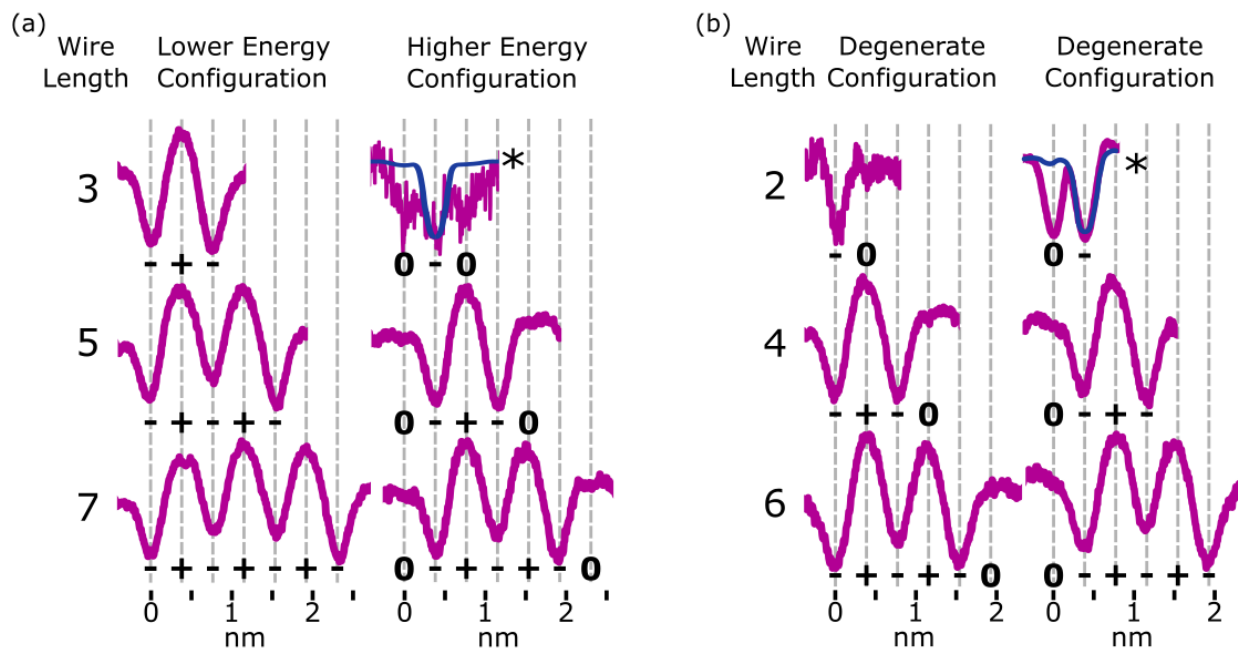 (a)
Wire Length
Lower Energy Configuration
Higher Energy Configuration
3
- + -
*
0 - 0
5
- + - + -
0 - + - 0
7
- + - + - + -
0 - + - + - 0
0 1 2
nm
0 1 2
nm
(b)
Wire Length
Degenerate Configuration
Degenerate Configuration
2
- 0
*
0 -
4
- + - 0
0 - + -
6
- + - + - 0
0 - + - + -
0 1 2
nm
0 1 2
nm